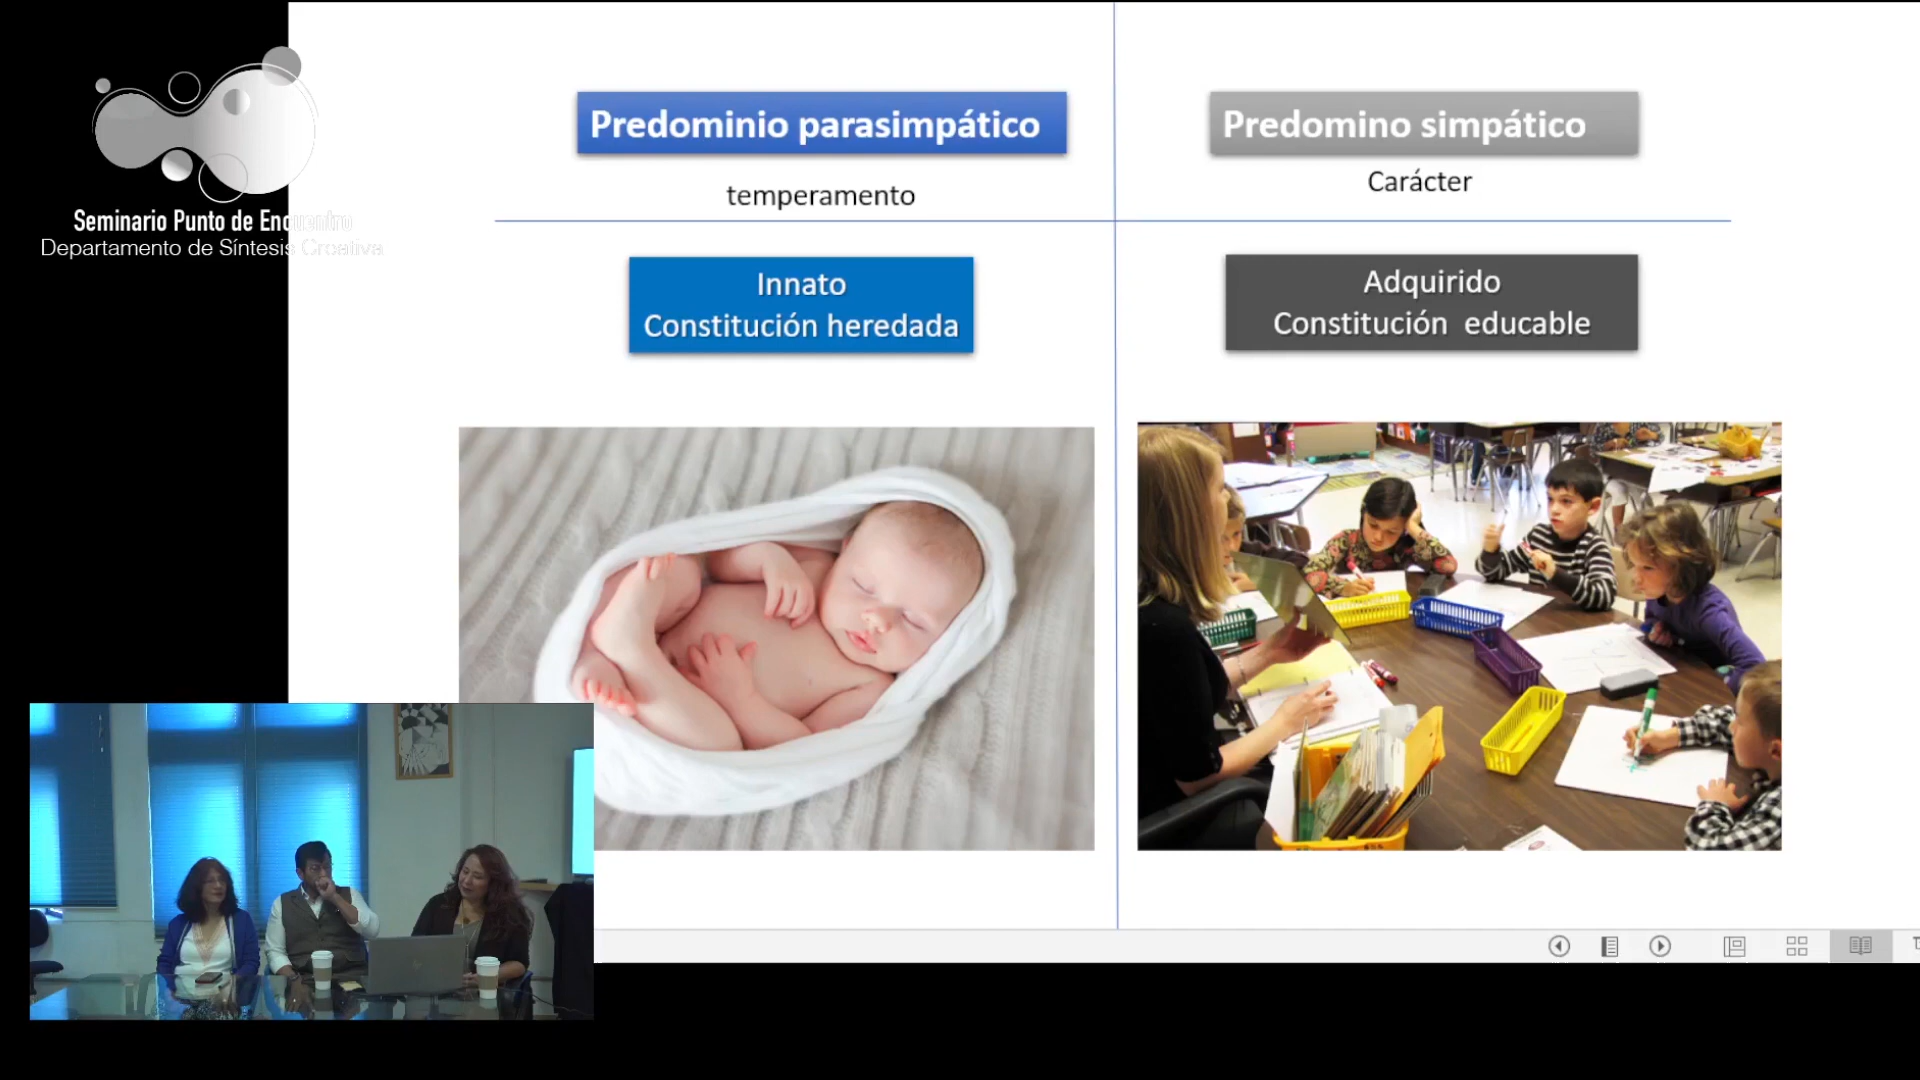 Seminario Punto de Encuentro
Departamento de Síntesis Creativa
Predominio parasimpático
temperamento
Innato
Constitución heredada
Predomino simpático
Carácter
Adquirido
Constitución educable